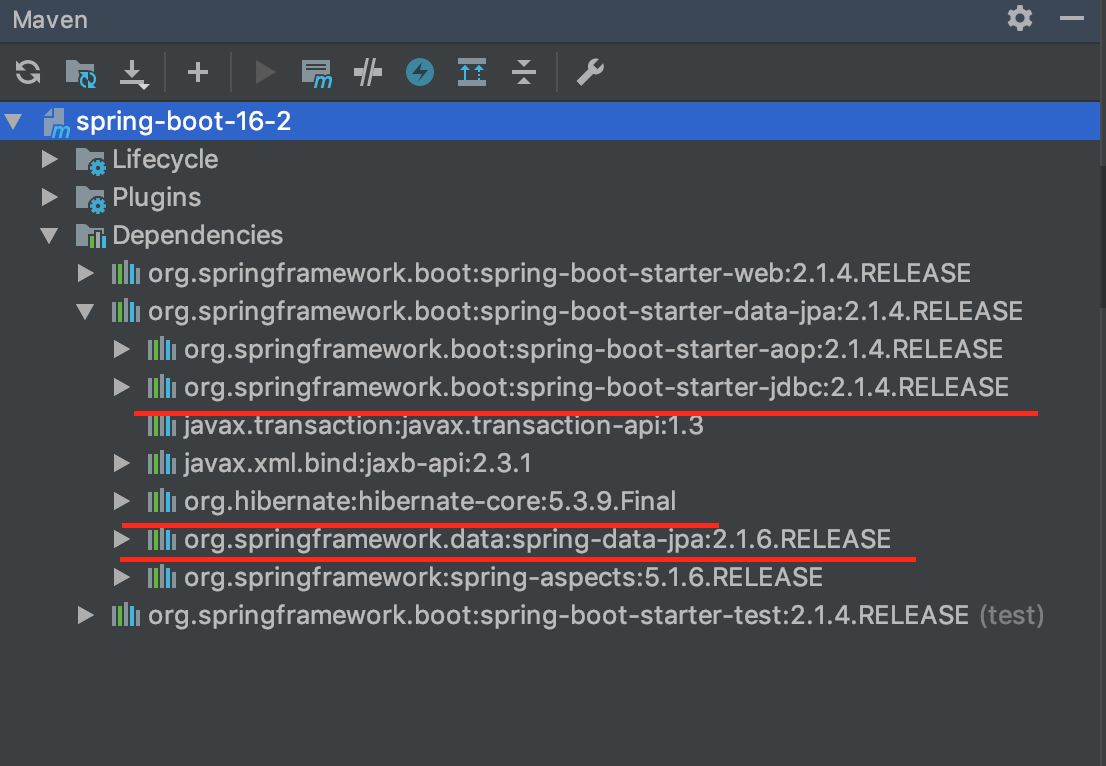 Maven
spring-boot-16-2
Lifecycle
Plugins
Dependencies
org.springframework.boot:spring-boot-starter-web:2.1.4.RELEASE
org.springframework.boot:spring-boot-starter-data-jpa:2.1.4.RELEASE
org.springframework.boot:spring-boot-starter-aop:2.1.4.RELEASE
org.springframework.boot:spring-boot-starter-jdbc:2.1.4.RELEASE
javax.transaction:javax.transaction-api:1.3
javax.xml.bind:jaxb-api:2.3.1
org.hibernate:hibernate-core:5.3.9.Final
org.springframework.data:spring-data-jpa:2.1.6.RELEASE
org.springframework:spring-aspects:5.1.6.RELEASE
org.springframework.boot:spring-boot-starter-test:2.1.4.RELEASE (test)